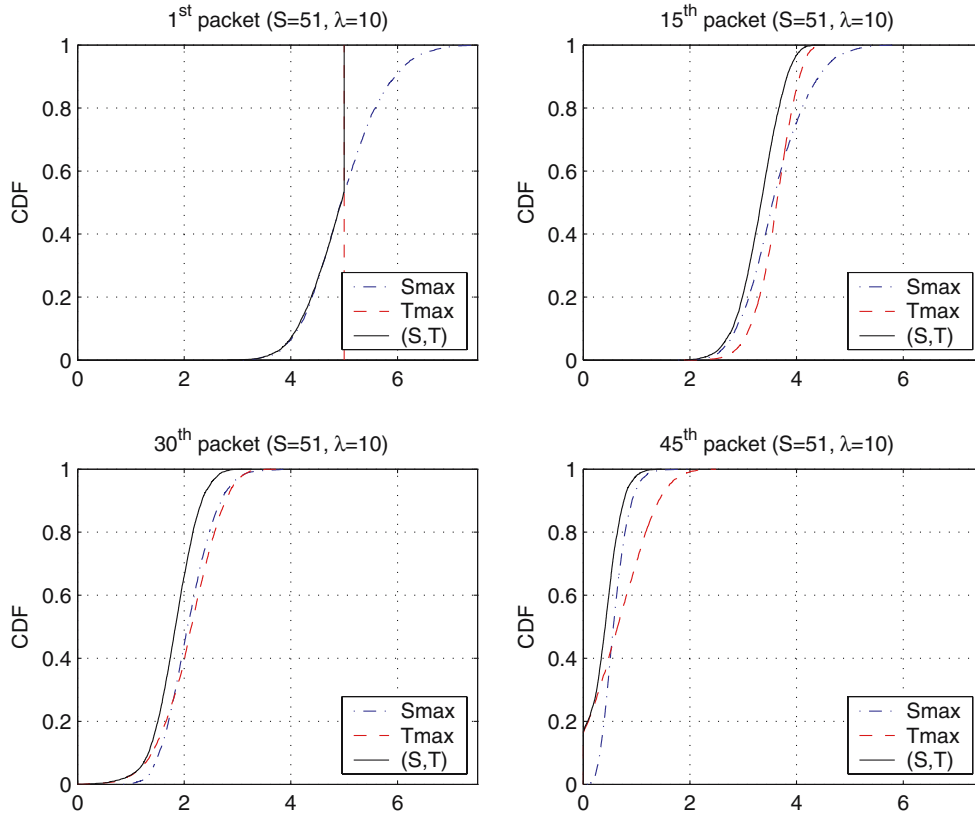 1st packet (S=51, λ=10)
CDF
1
0.8
0.6
0.4
0.2
0
0 2 4 6
Smax
Tmax
(S,T)
15th packet (S=51, λ=10)
CDF
1
0.8
0.6
0.4
0.2
0
0 2 4 6
Smax
Tmax
(S,T)
30th packet (S=51, λ=10)
CDF
1
0.8
0.6
0.4
0.2
0
0 2 4 6
Smax
Tmax
(S,T)
45th packet (S=51, λ=10)
CDF
1
0.8
0.6
0.4
0.2
0
0 2 4 6
Smax
Tmax
(S,T)